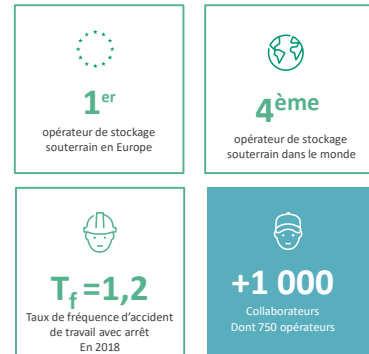 1er
opérateur de stockage
souterrain en Europe
4ème
opérateur de stockage
souterrain dans le monde
Tf =1,2
Taux de fréquence d'accident
de travail avec arrêt
En 2018
+1 000
Collaborateurs
Dont 750 opérateurs